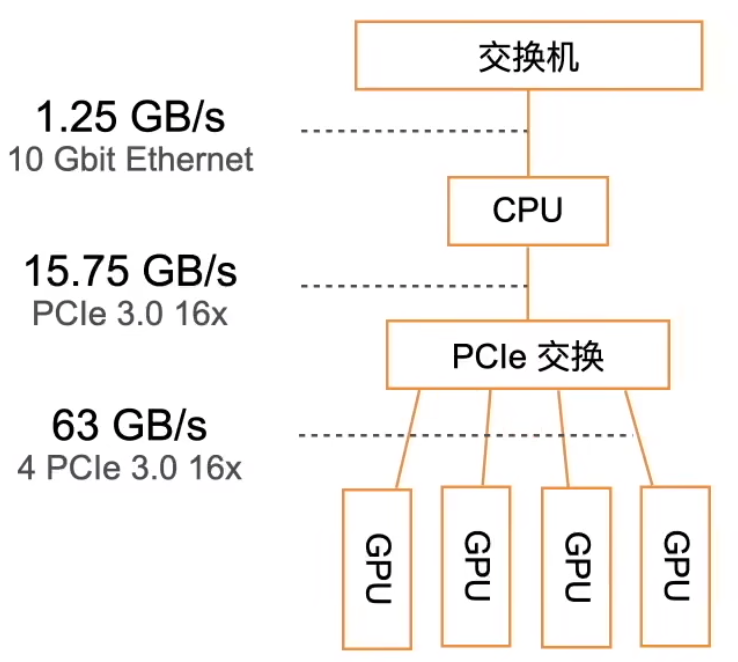 交换机
1.25 GB/s
10 Gbit Ethernet
CPU
15.75 GB/s
PCIe 3.0 16x
PCIe 交换
63 GB/s
4 PCIe 3.0 16x
GPU
GPU
GPU
GPU